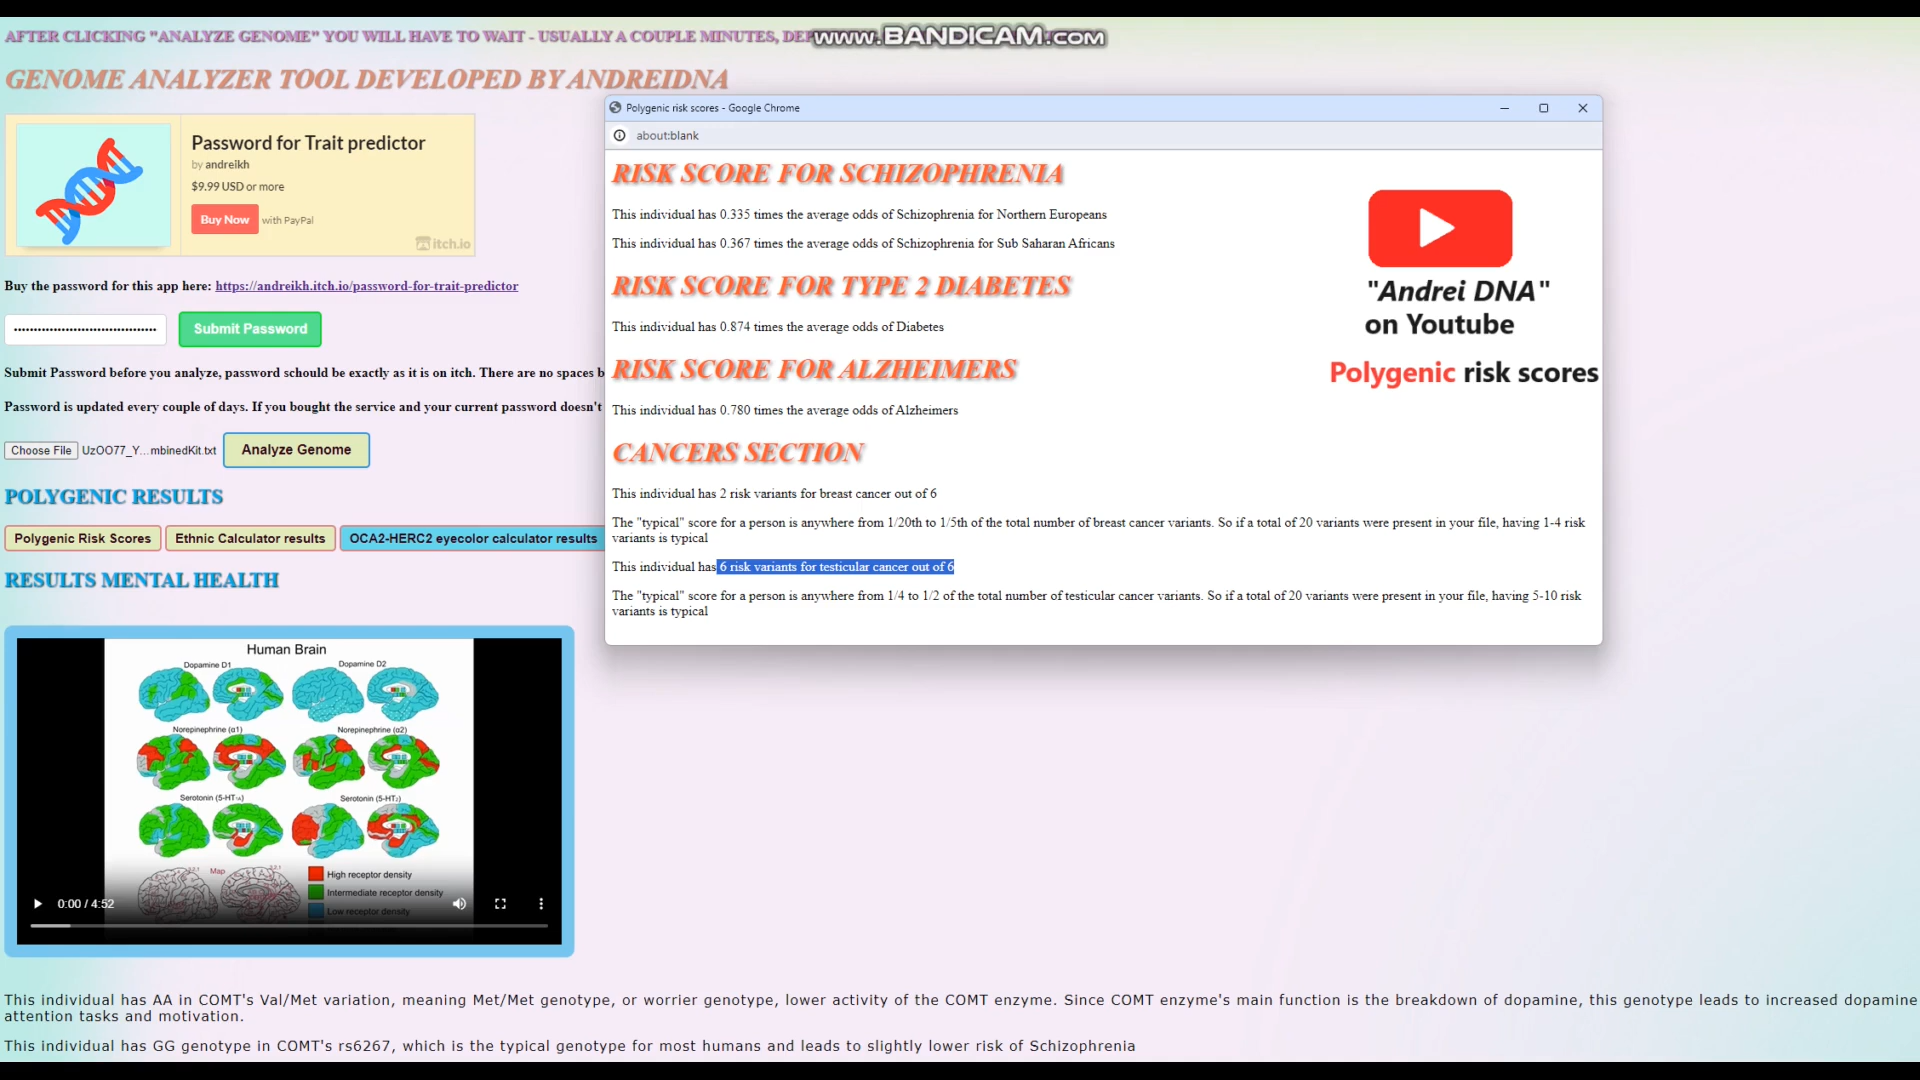 AFTER CLICKING "ANALYZE GENOME" YOU WILL HAVE TO WAIT - USUALLY A COUPLE MINUTES,
www.BANDICAM.com
GENOME ANALYZER TOOL DEVELOPED BY ANDREIDNA
Password for Trait predictor
by andreikh
$9.99 USD or more
Buy Now with PayPal
itch.io
Buy the password for this app here: https://andreikh.itch.io/password-for-trait-predictor
Submit Password
Submit Password before you analyze, password schould be exactly as it is on itch. There are no spaces b
Password is updated every couple of days. If you bought the service and your current password doesn't
Choose File UzOO77_Y...mbinedKit.txt Analyze Genome
POLYGENIC RESULTS
Polygenic Risk Scores Ethnic Calculator results OCA2-HERC2 eyecolor calculator results
RESULTS MENTAL HEALTH
Human Brain
Dopamine D1 Dopamine D2
Norepinephrine (α1) Norepinephrine (α2)
Serotonin (5-HT1A) Serotonin (5-HT2)
Map
High receptor density
Intermediate receptor density
Low receptor density
0:00 / 4:52
This individual has AA in COMT's Val/Met variation, meaning Met/Met genotype, or worrier genotype, lower activity of the COMT enzyme. Since COMT enzyme's main function is the breakdown of dopamine, this genotype leads to increased dopamine
attention tasks and motivation.
This individual has GG genotype in COMT's rs6267, which is the typical genotype for most humans and leads to slightly lower risk of Schizophrenia
Polygenic risk scores - Google Chrome
about:blank
RISK SCORE FOR SCHIZOPHRENIA
This individual has 0.335 times the average odds of Schizophrenia for Northern Europeans
This individual has 0.367 times the average odds of Schizophrenia for Sub Saharan Africans
RISK SCORE FOR TYPE 2 DIABETES
This individual has 0.874 times the average odds of Diabetes
RISK SCORE FOR ALZHEIMERS
This individual has 0.780 times the average odds of Alzheimers
CANCERS SECTION
This individual has 2 risk variants for breast cancer out of 6
The "typical" score for a person is anywhere from 1/20th to 1/5th of the total number of breast cancer variants. So if a total of 20 variants were present in your file, having 1-4 risk
variants is typical
This individual has 6 risk variants for testicular cancer out of 6
The "typical" score for a person is anywhere from 1/4 to 1/2 of the total number of testicular cancer variants. So if a total of 20 variants were present in your file, having 5-10 risk
variants is typical
"Andrei DNA"
on Youtube
Polygenic risk scores